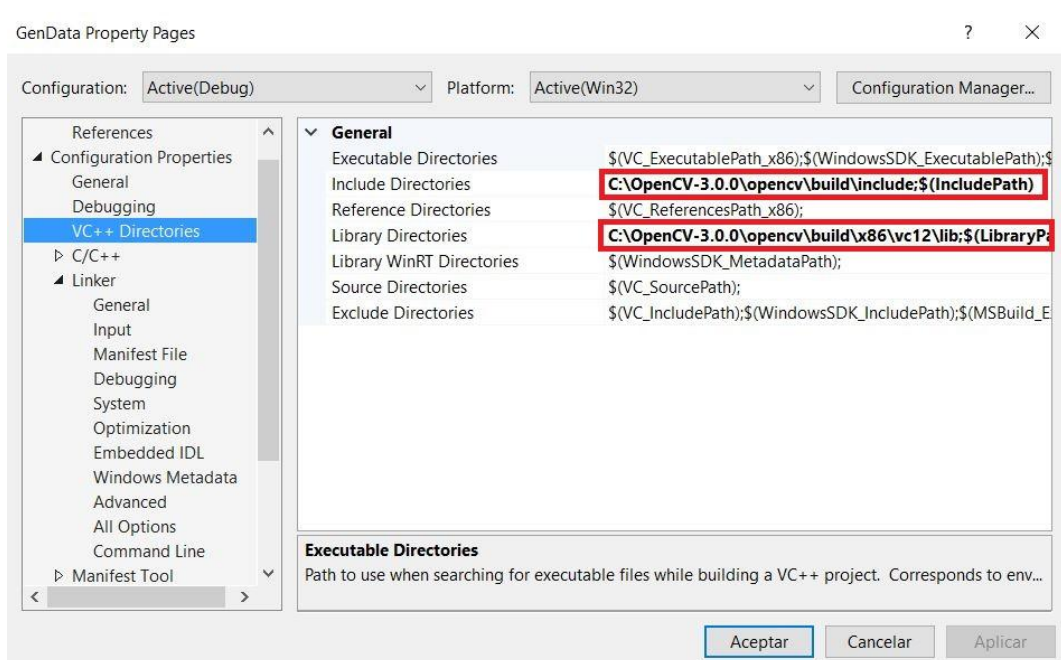 GenData Property Pages ?
Configuration: Active(Debug) Platform: Active(Win32) Configuration Manager...
References
Configuration Properties
General
Debugging
VC++ Directories
C/C++
Linker
General
Input
Manifest File
Debugging
System
Optimization
Embedded IDL
Windows Metadata
Advanced
All Options
Command Line
Manifest Tool
General
Executable Directories $(VC_ExecutablePath_x86);$(WindowsSDK_ExecutablePath);$
Include Directories C:\OpenCV-3.0.0\opencv\build\include;$(IncludePath)
Reference Directories $(VC_ReferencesPath_x86);
Library Directories C:\OpenCV-3.0.0\opencv\build\x86\vc12\lib;$(LibraryPa
Library WinRT Directories $(WindowsSDK_MetadataPath);
Source Directories $(VC_SourcePath);
Exclude Directories $(VC_IncludePath);$(WindowsSDK_IncludePath);$(MSBuild_E
Executable Directories
Path to use when searching for executable files while building a VC++ project. Corresponds to env...
Aceptar Cancelar Aplicar